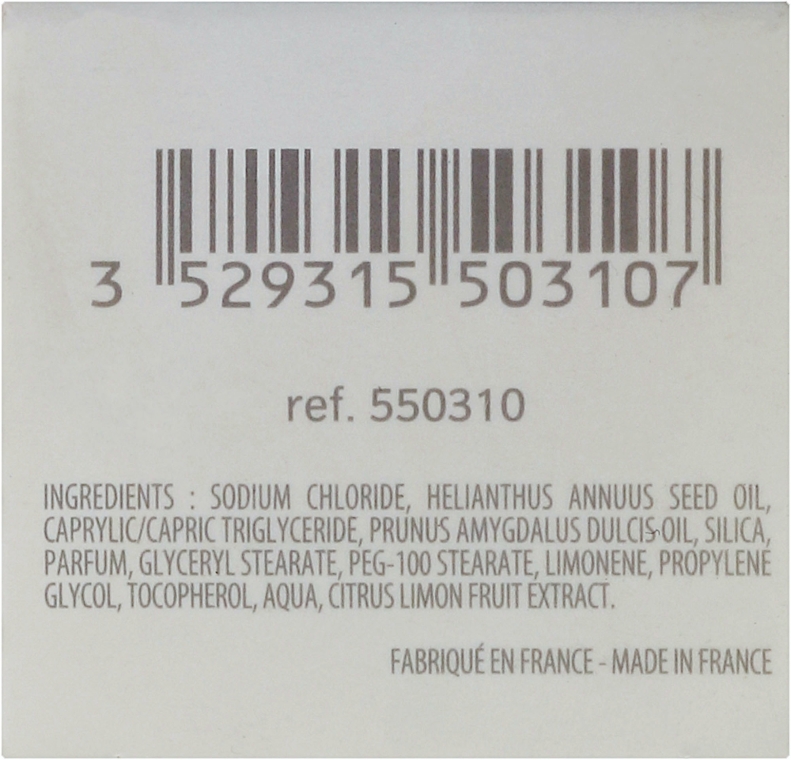 3 529315 503107
ref. 550310
INGREDIENTS : SODIUM CHLORIDE, HELIANTHUS ANNUUS SEED OIL,
CAPRYLIC/CAPRIC TRIGLYCERIDE, PRUNUS AMYGDALUS DULCIS OIL, SILICA,
PARFUM, GLYCERYL STEARATE, PEG-100 STEARATE, LIMONENE, PROPYLENE
GLYCOL, TOCOPHEROL, AQUA, CITRUS LIMON FRUIT EXTRACT.
FABRIQUÉ EN FRANCE - MADE IN FRANCE